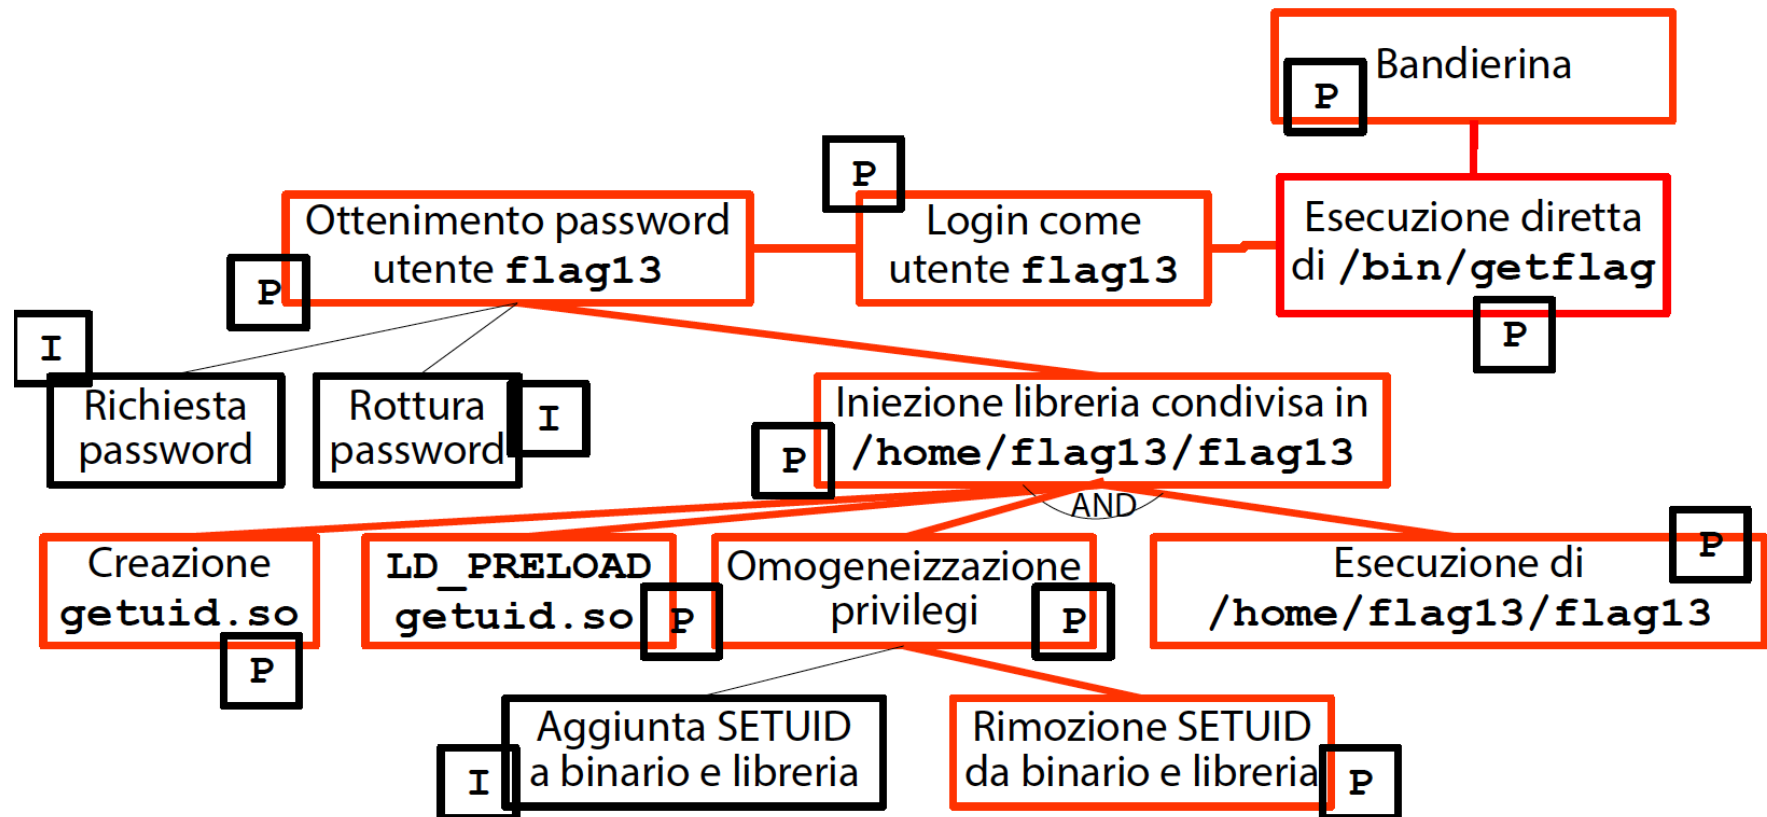 Bandierina
P
P
Ottenimento password
utente flag13
P
Login come
utente flag13
Esecuzione diretta
di /bin/getflag
P
I
Richiesta
password
Rottura
password
I
Iniezione libreria condivisa in
/home/flag13/flag13
P
AND
Creazione
getuid.so
P
LD_PRELOAD
getuid.so
P
Omogeneizzazione
privilegi
P
Esecuzione di
/home/flag13/flag13
P
Aggiunta SETUID
a binario e libreria
I
Rimozione SETUID
da binario e libreria
P